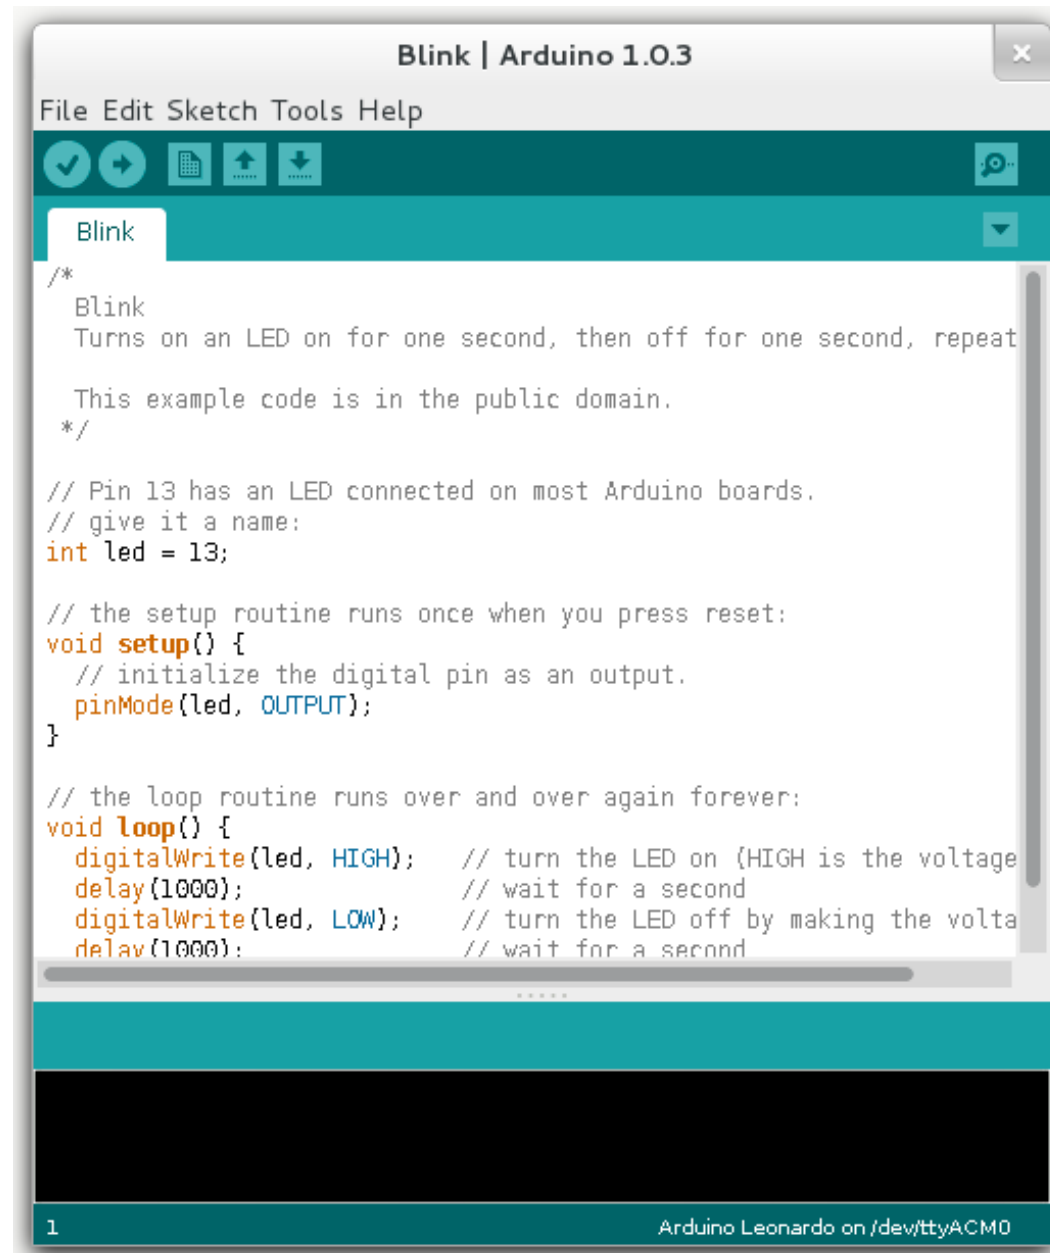 Blink | Arduino 1.0.3
File Edit Sketch Tools Help
Blink
/*
Blink
Turns on an LED on for one second, then off for one second, repeat
This example code is in the public domain.
*/
// Pin 13 has an LED connected on most Arduino boards.
// give it a name:
int led = 13;
// the setup routine runs once when you press reset:
void setup() {
// initialize the digital pin as an output.
pinMode(led, OUTPUT);
}
// the loop routine runs over and over again forever:
void loop() {
digitalWrite(led, HIGH);   // turn the LED on (HIGH is the voltage
delay(1000);               // wait for a second
digitalWrite(led, LOW);    // turn the LED off by making the volta
delay(1000);               // wait for a second
1
Arduino Leonardo on /dev/ttyACM0